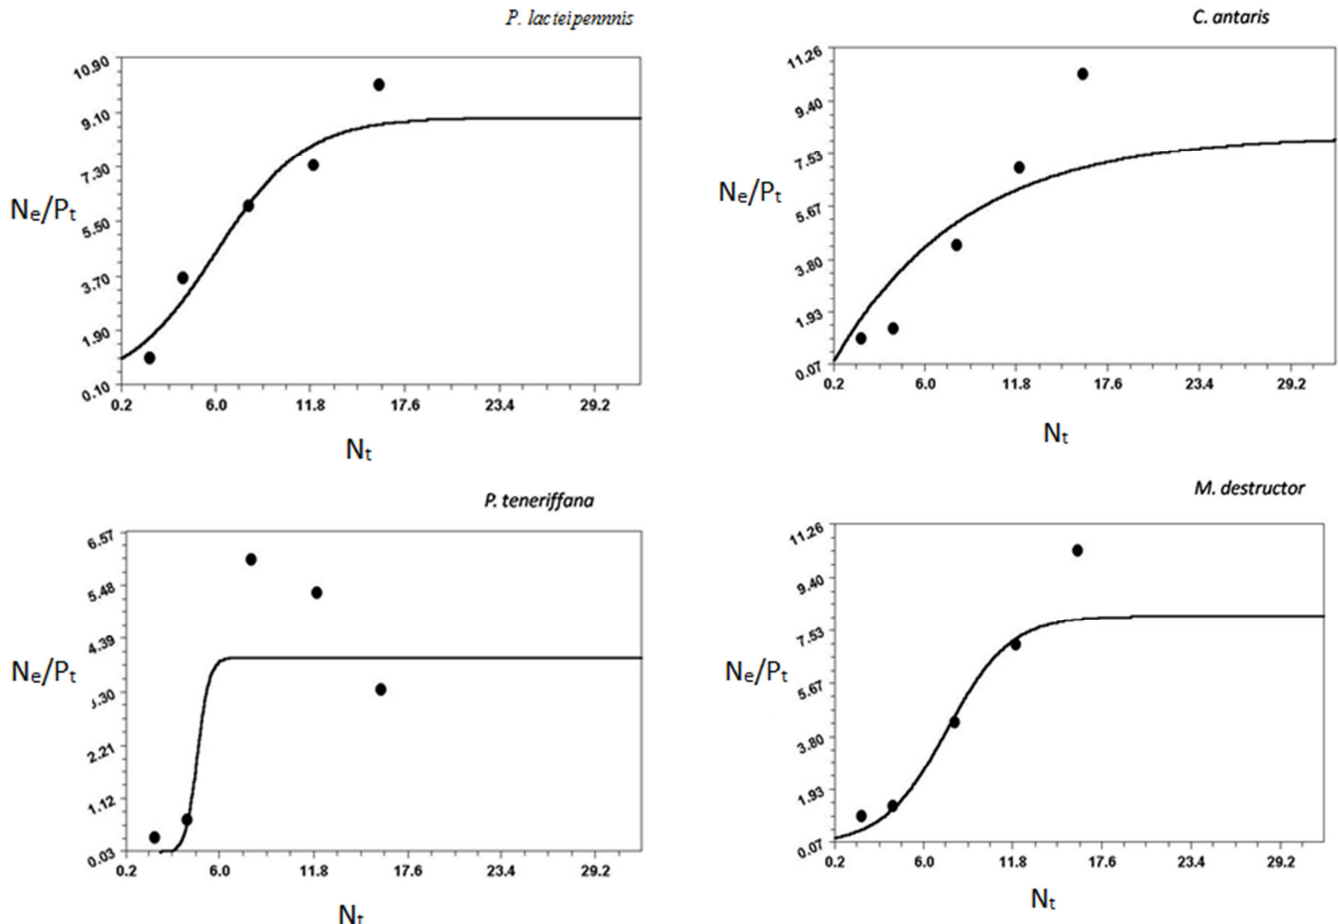 P. lacteipennnis
10.90
9.10
7.30
5.50
3.70
1.90
0.10
Ne/Pt
0.2 6.0 11.8 17.6 23.4 29.2
Nt
C. antaris
11.26
9.40
7.53
5.67
3.80
1.93
0.07
Ne/Pt
0.2 6.0 11.8 17.6 23.4 29.2
Nt
P. teneriffana
6.57
5.48
4.39
3.30
2.21
1.12
0.03
Ne/Pt
0.2 6.0 11.8 17.6 23.4 29.2
Nt
M. destructor
11.26
9.40
7.53
5.67
3.80
1.93
0.07
Ne/Pt
0.2 6.0 11.8 17.6 23.4 29.2
Nt